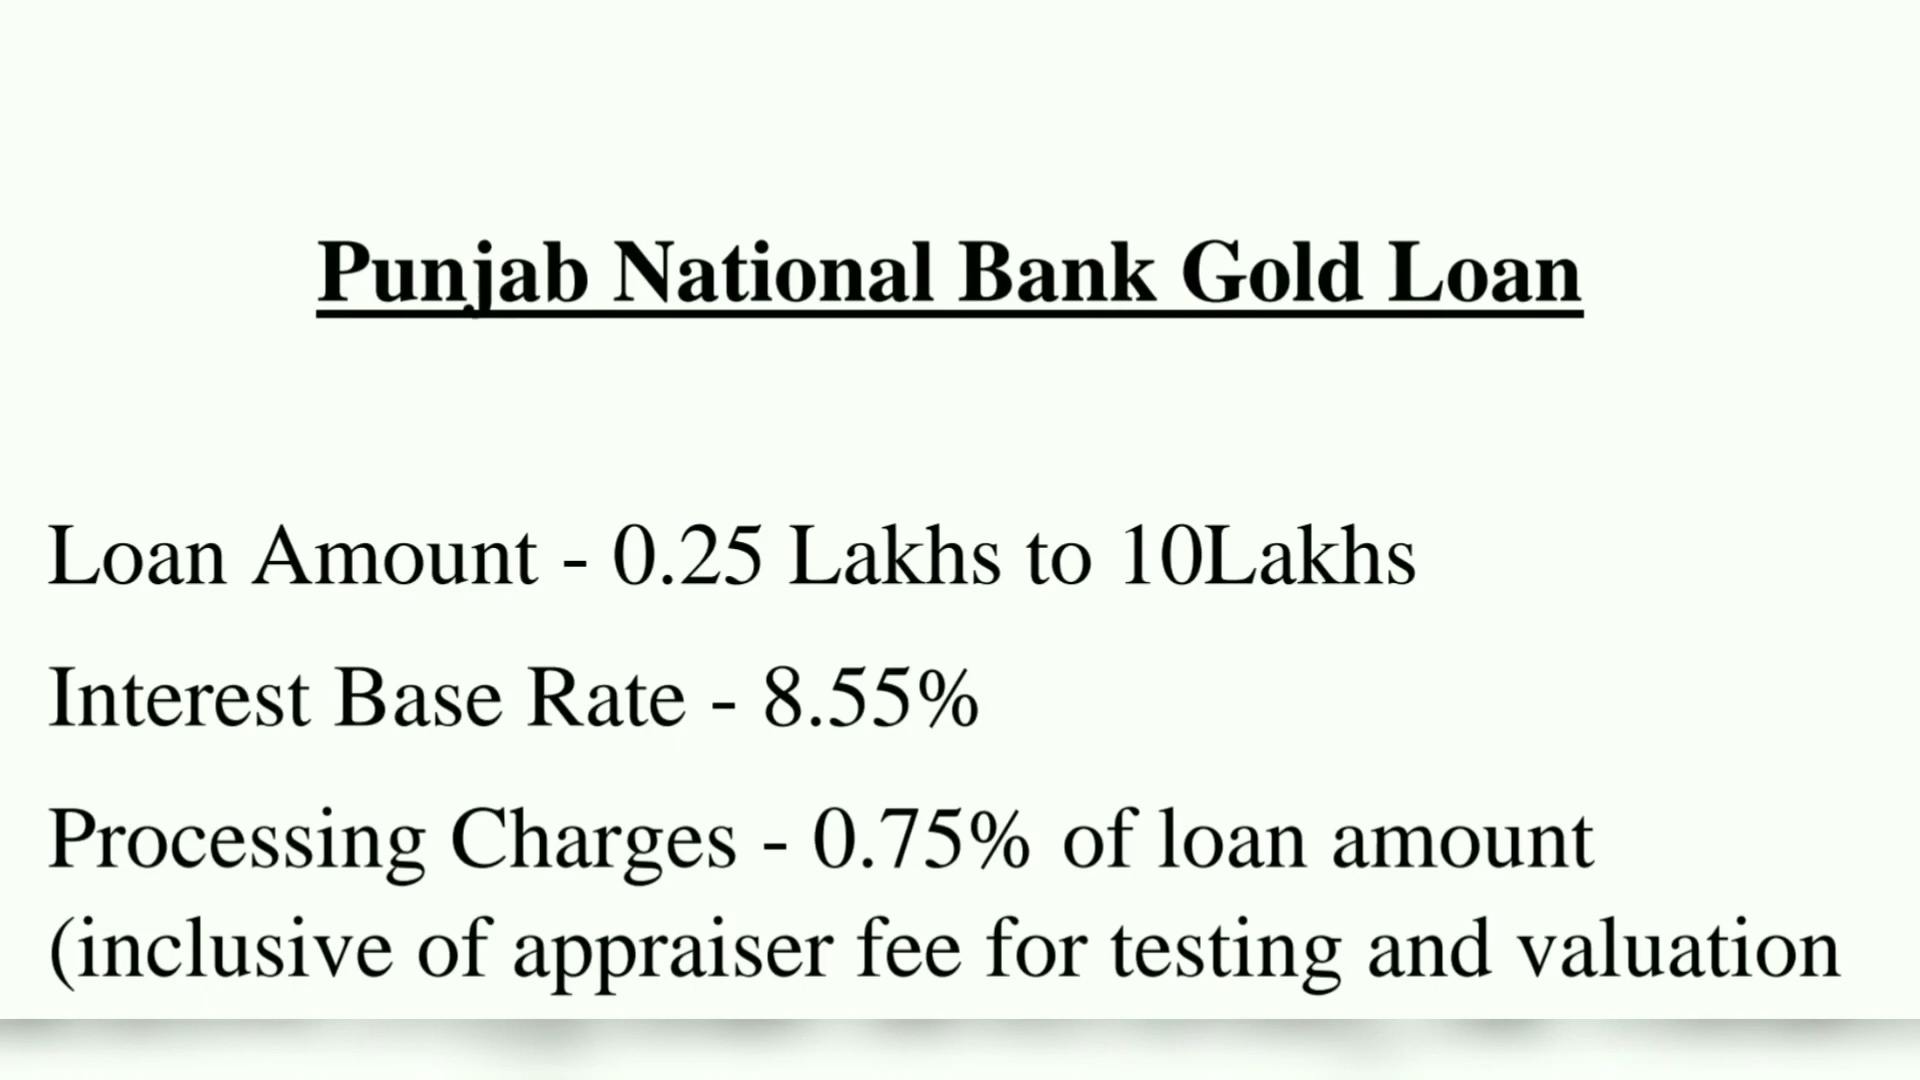 Punjab National Bank Gold Loan
Loan Amount - 0.25 Lakhs to 10Lakhs
Interest Base Rate - 8.55%
Processing Charges - 0.75% of loan amount
(inclusive of appraiser fee for testing and valuation